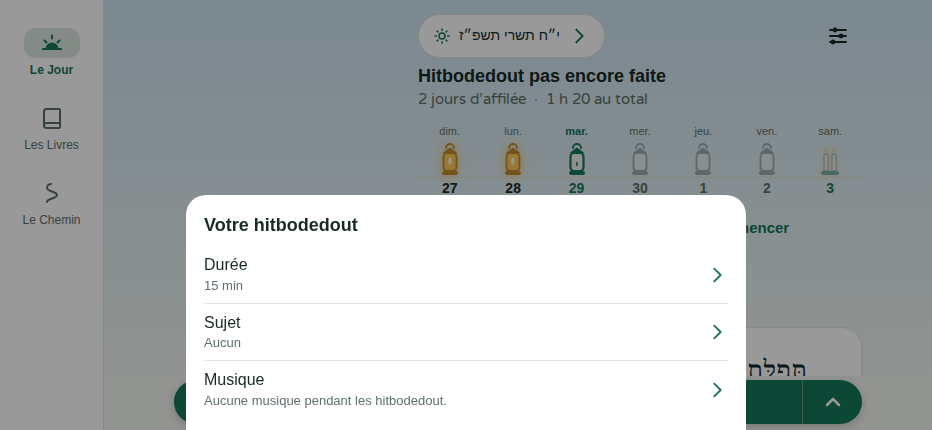 Le Jour
Les Livres
Le Chemin
י״ח תשרי תשפ״ז
Hitbodedout pas encore faite
2 jours d'affilée · 1 h 20 au total
dim. lun. mar. mer. jeu. ven. sam.
27 28 29 30 1 2 3
Votre hitbodedout
Durée
15 min
Sujet
Aucun
Musique
Aucune musique pendant les hitbodedout.